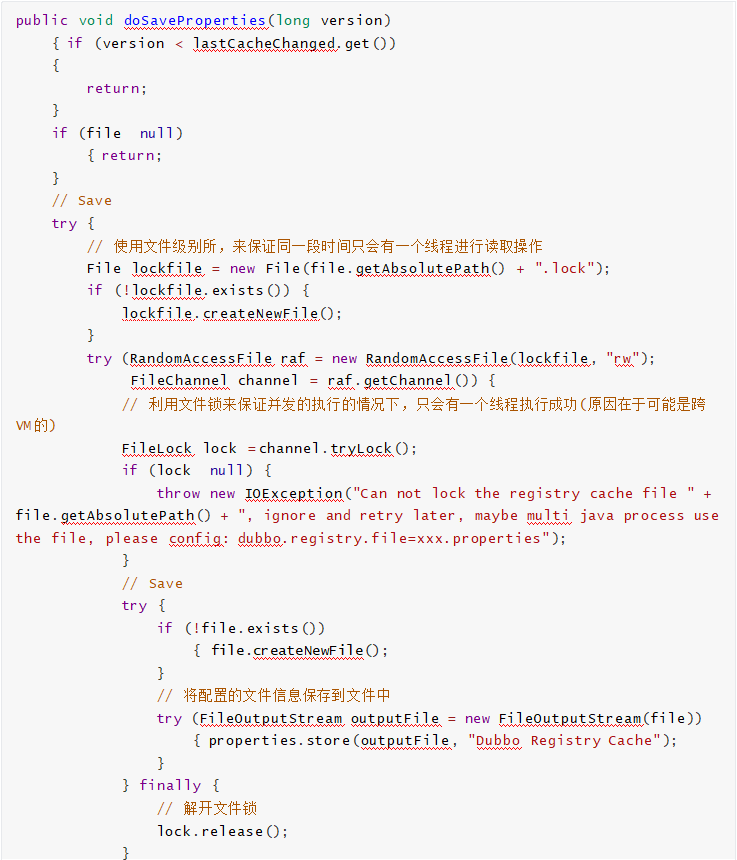 public void doSaveProperties(long version)
{ if (version < lastCacheChanged.get())
{
return;
}
if (file  null)
{ return;
}
// Save
try {
// 使用文件级别所，来保证同一段时间只会有一个线程进行读取操作
File lockfile = new File(file.getAbsolutePath() + ".lock");
if (!lockfile.exists()) {
lockfile.createNewFile();
}
try (RandomAccessFile raf = new RandomAccessFile(lockfile, "rw");
FileChannel channel = raf.getChannel()) {
// 利用文件锁来保证并发的执行的情况下，只会有一个线程执行成功(原因在于可能是跨
VM的)
FileLock lock =channel.tryLock();
if (lock  null) {
throw new IOException("Can not lock the registry cache file " +
file.getAbsolutePath() + ", ignore and retry later, maybe multi java process use
the file, please config: dubbo.registry.file=xxx.properties");
}
// Save
try {
if (!file.exists())
{ file.createNewFile();
}
// 将配置的文件信息保存到文件中
try (FileOutputStream outputFile = new FileOutputStream(file))
{ properties.store(outputFile, "Dubbo Registry Cache");
}
} finally {
// 解开文件锁
lock.release();
}